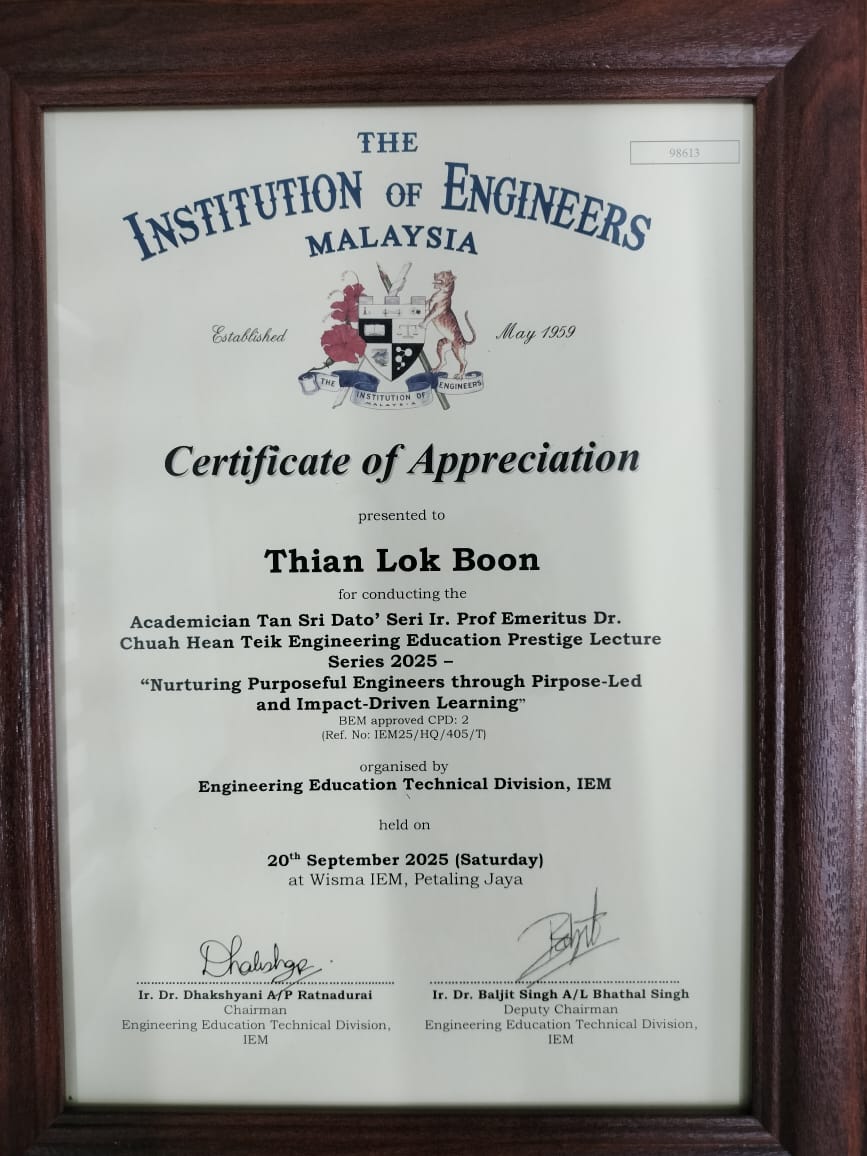 THE
98613
INSTITUTION OF ENGINEERS
MALAYSIA
Established
May 1959
THE
INSTITUTION OF
ENGINEERS
MALAYSIA
Certificate of Appreciation
presented to
Thian Lok Boon
for conducting the
Academician Tan Sri Dato’ Seri Ir. Prof Emeritus Dr.
Chuah Hean Teik Engineering Education Prestige Lecture
Series 2025 –
“Nurturing Purposeful Engineers through Pirpose-Led
and Impact-Driven Learning”
BEM approved CPD: 2
(Ref. No: IEM25/HQ/405/T)
organised by
Engineering Education Technical Division, IEM
held on
20th September 2025 (Saturday)
at Wisma IEM, Petaling Jaya
Ir. Dr. Dhakshyani A/P Ratnadurai
Chairman
Engineering Education Technical Division,
IEM
Ir. Dr. Baljit Singh A/L Bhathal Singh
Deputy Chairman
Engineering Education Technical Division,
IEM